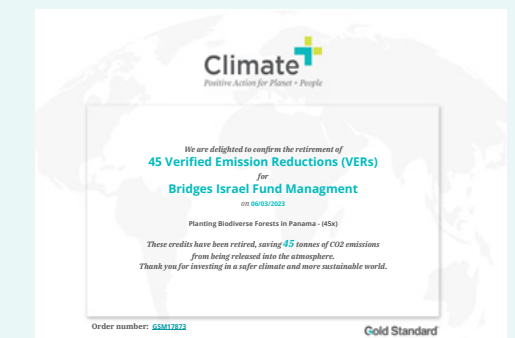 Climate
Positive Action for Planet + People
We are delighted to confirm the retirement of
45 Verified Emission Reductions (VERs)
for
Bridges Israel Fund Managment
on 06/03/2023
Planting Biodiverse Forests in Panama - (45x)
These credits have been retired, saving 45 tonnes of CO2 emissions
from being released into the atmosphere.
Thank you for investing in a safer climate and more sustainable world.
Order number: GSM17873
Gold Standard